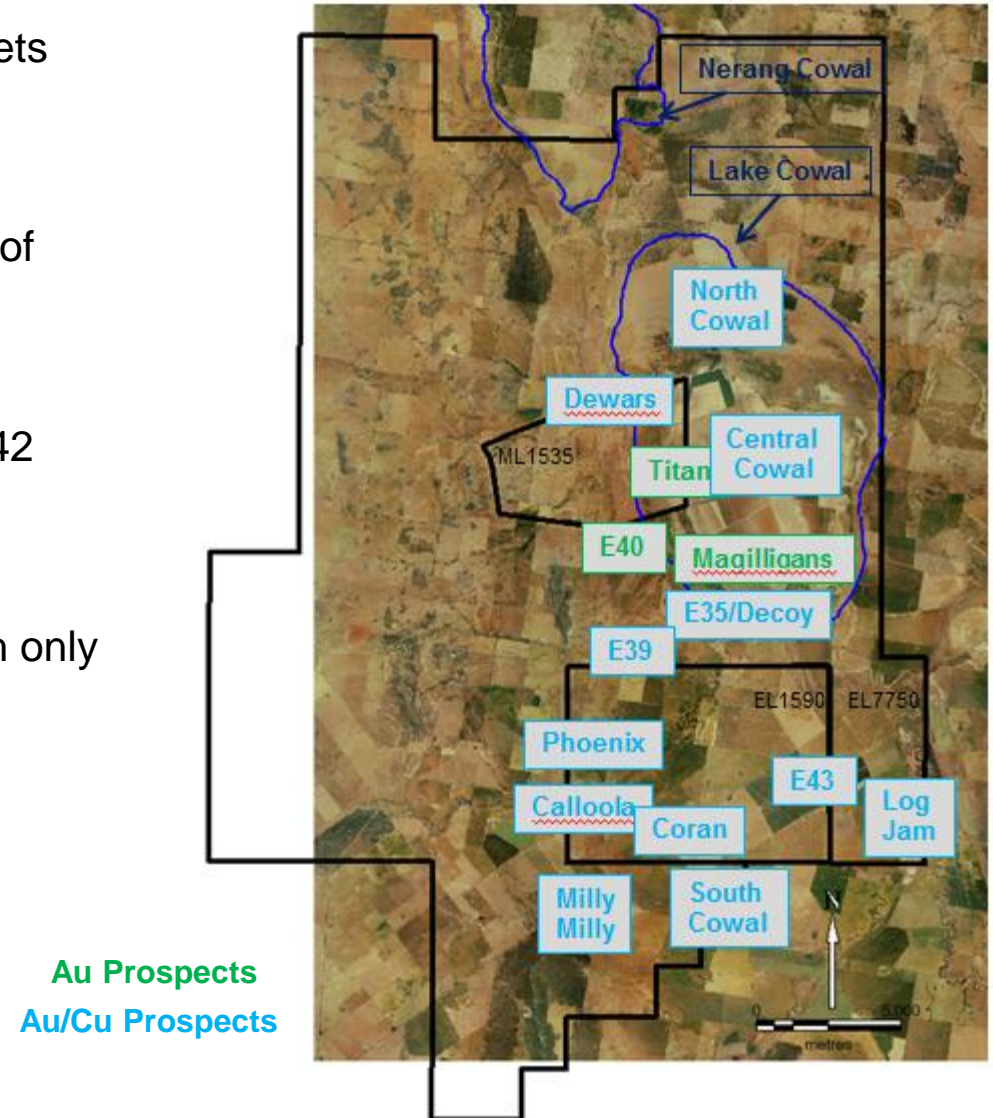 ets
of
42
n only
Nerang Cowal
Lake Cowal
North
Cowal
Dewars
ML1535
Central
Cowal
Titan
E40
Magilligans
E35/Decoy
E39
EL1590
EL7750
Phoenix
E43
Calloola
Log
Jam
Coran
Milly
Milly
South
Cowal
N
Au Prospects
Au/Cu Prospects
0
5,000
metres